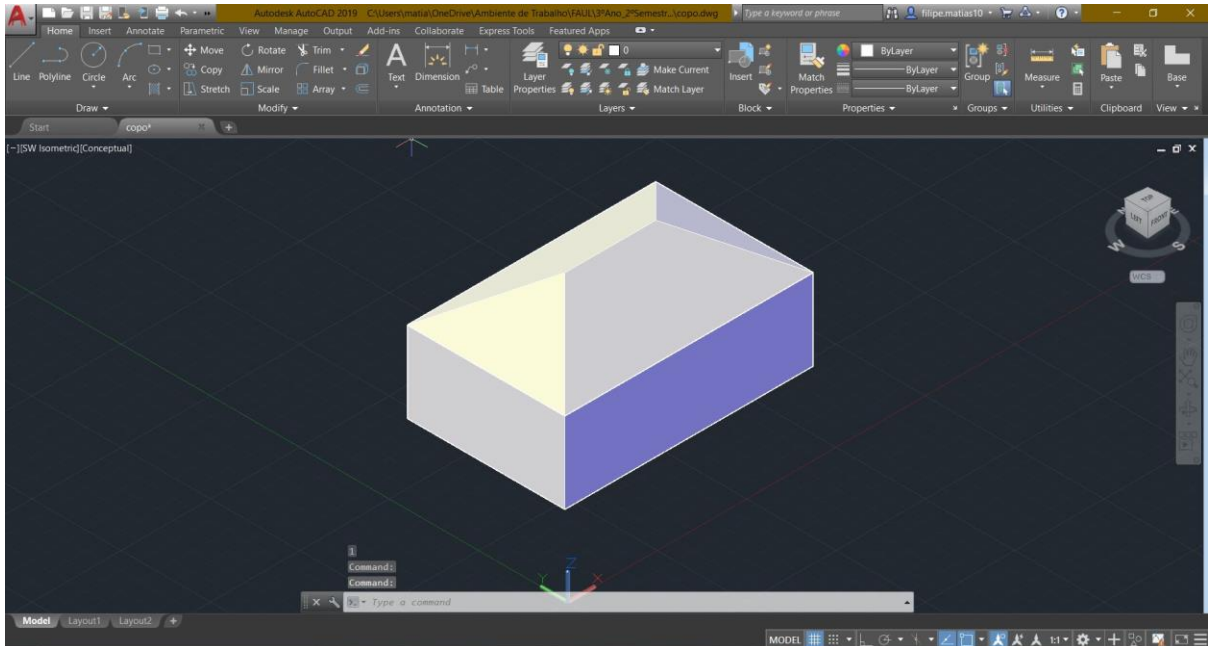 Autodesk AutoCAD 2019 C:\Users\matia\OneDrive\Ambiente de Trabalho\FAUL\3ºAno_2ºSemestr...\copo.dwg Type a keyword or phrase filipe.matias10
Home Insert Annotate Parametric View Manage Output Add-ins Collaborate Express Tools Featured Apps
Line Polyline Circle Arc
Move Rotate Trim
Copy Mirror Fillet
Stretch Scale Array
Text Dimension
Table
Layer Properties
0
Make Current
Match Layer
Insert
Match Properties
ByLayer
ByLayer
ByLayer
Group
Measure
Paste
Base
Draw Modify Annotation Layers Block Properties Groups Utilities Clipboard View
Start copo* +
[-][SW Isometric][Conceptual]
TOP
LEFT FRONT
W S
WCS
1
Command:
Command:
Z
Y X
Type a command
Model Layout1 Layout2 +
MODEL 1:1